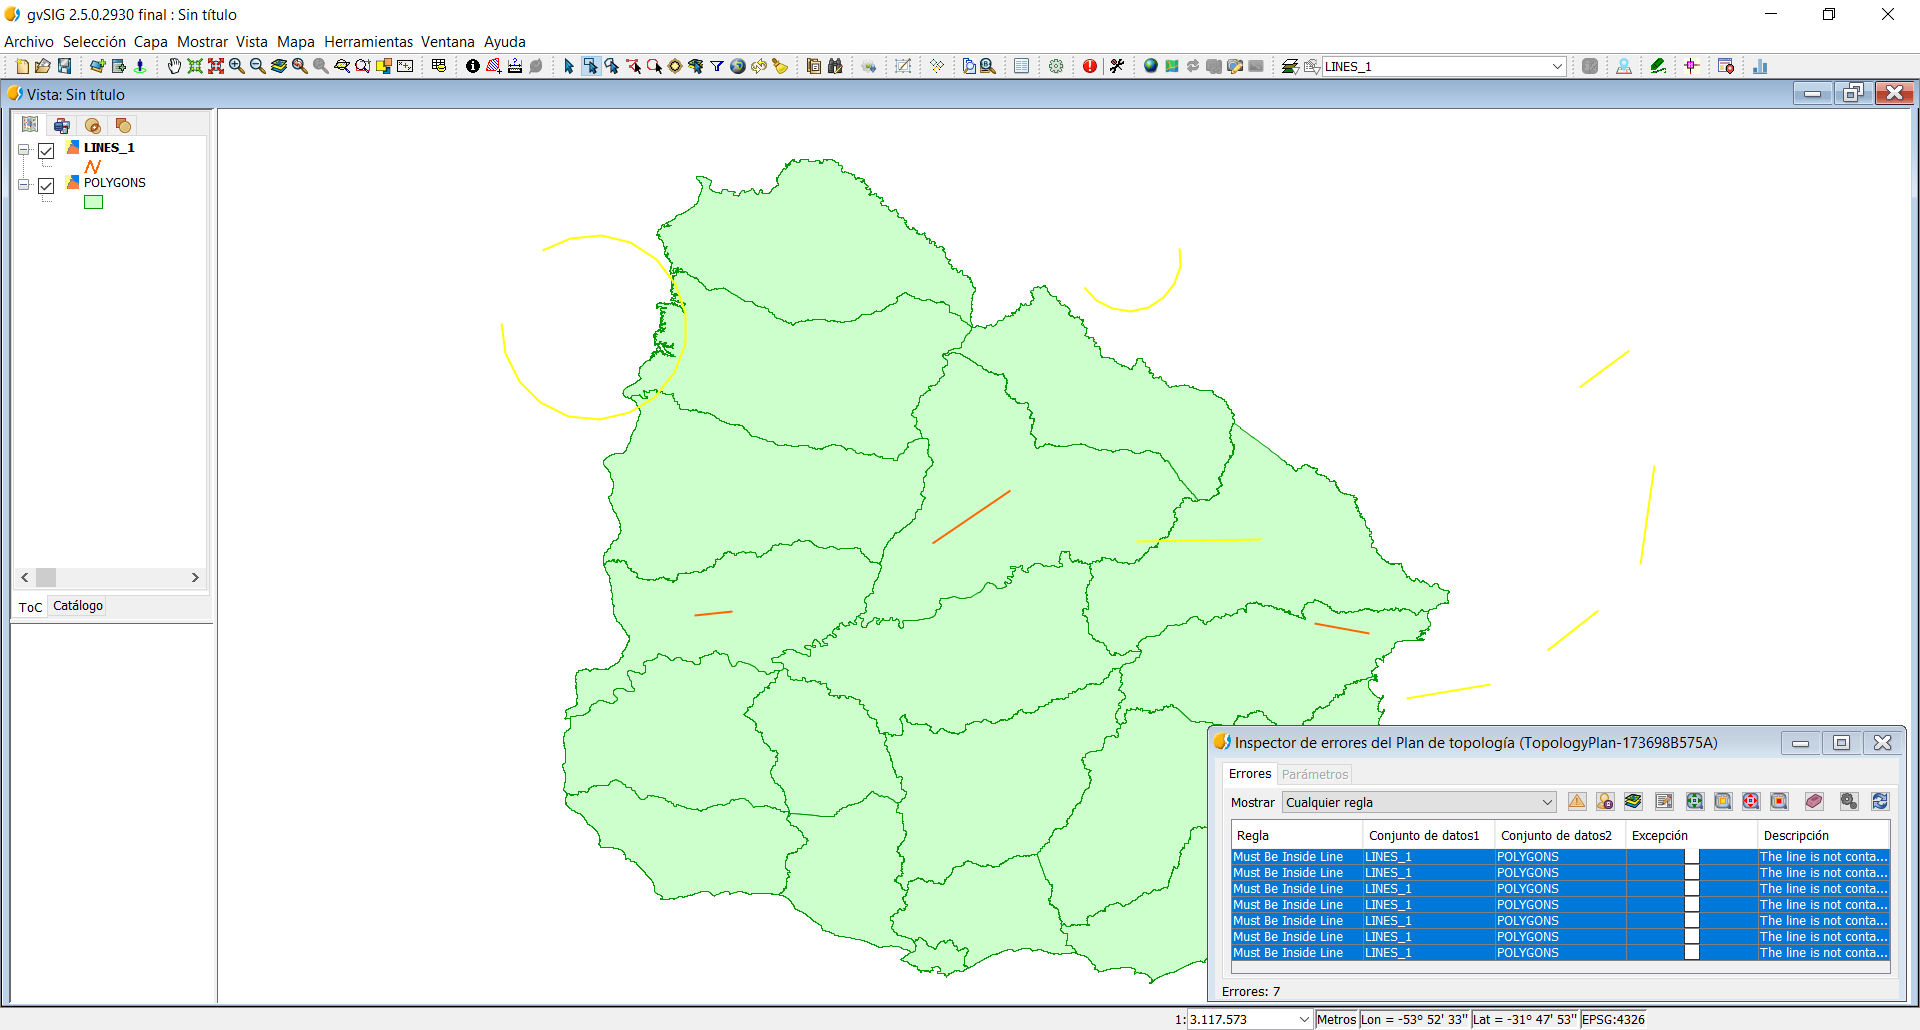 gvSIG 2.5.0.2930 final : Sin título
Archivo Selección Capa Mostrar Vista Mapa Herramientas Ventana Ayuda
LINES_1
Vista: Sin título
LINES_1
POLYGONS
ToC Catálogo
Inspector de errores del Plan de topología (TopologyPlan-173698B575A)
Errores Parámetros
Mostrar Cualquier regla
Regla Conjunto de datos1 Conjunto de datos2 Excepción Descripción
Must Be Inside Line LINES_1 POLYGONS The line is not conta...
Must Be Inside Line LINES_1 POLYGONS The line is not conta...
Must Be Inside Line LINES_1 POLYGONS The line is not conta...
Must Be Inside Line LINES_1 POLYGONS The line is not conta...
Must Be Inside Line LINES_1 POLYGONS The line is not conta...
Must Be Inside Line LINES_1 POLYGONS The line is not conta...
Must Be Inside Line LINES_1 POLYGONS The line is not conta...
Errores: 7
1: 3.117.573 Metros Lon = -53º 52' 33'' Lat = -31º 47' 53'' EPSG:4326